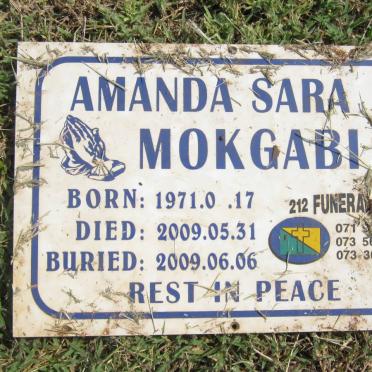 AMANDA SARA
MOKGABI
BORN: 1971.0 .17
DIED: 2009.05.31
BURIED: 2009.06.06
REST IN PEACE
212 FUNERA
071
073
073